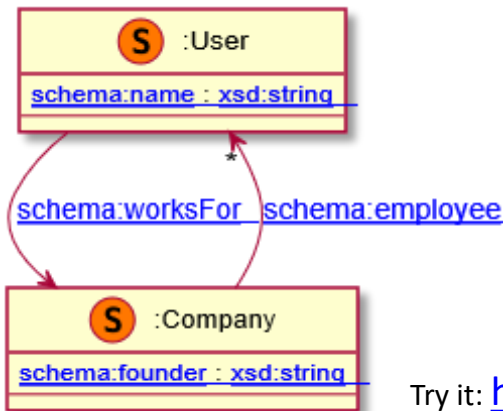 S :User
schema:name : xsd:string
*
schema:worksFor schema:employee
S :Company
schema:founder : xsd:string
Try it: h